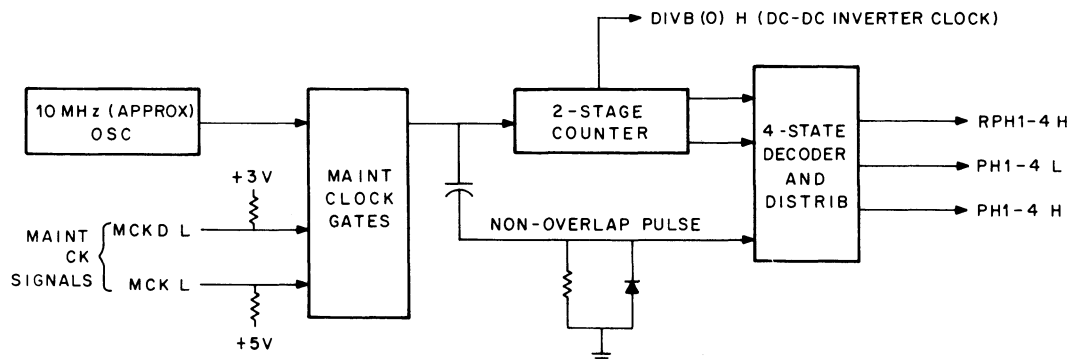 DIVB (0) H (DC-DC INVERTER CLOCK)
10 MHz (APPROX)
OSC
MAINT
CLOCK
GATES
2-STAGE
COUNTER
4-STATE
DECODER
AND
DISTRIB
RPH1-4 H
PH1-4 L
PH1-4 H
+3V
MAINT
CK
SIGNALS
MCKD L
MCK L
+5V
NON-OVERLAP PULSE